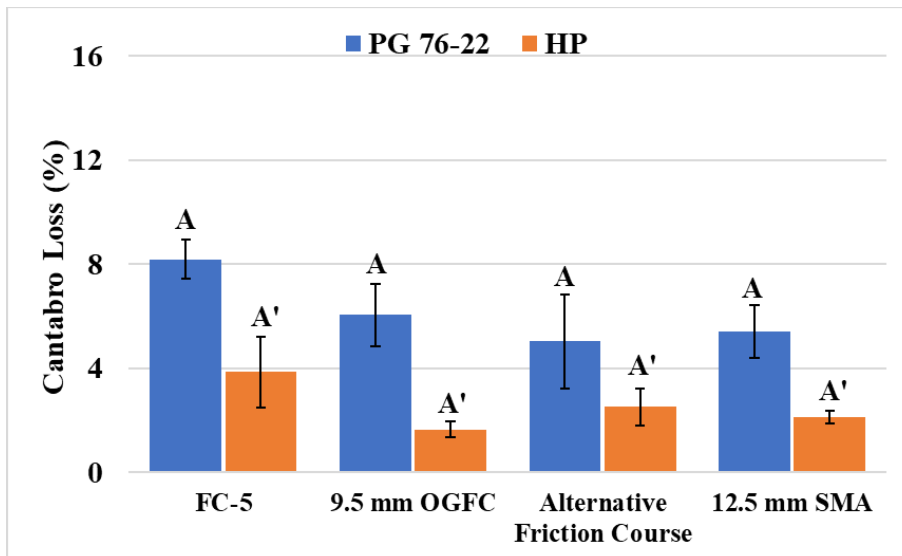 PG 76-22 HP
16
12
8
4
0
Cantabro Loss (%)
A
A'
A
A'
A
A'
A
A'
FC-5
9.5 mm OGFC
Alternative
Friction Course
12.5 mm SMA